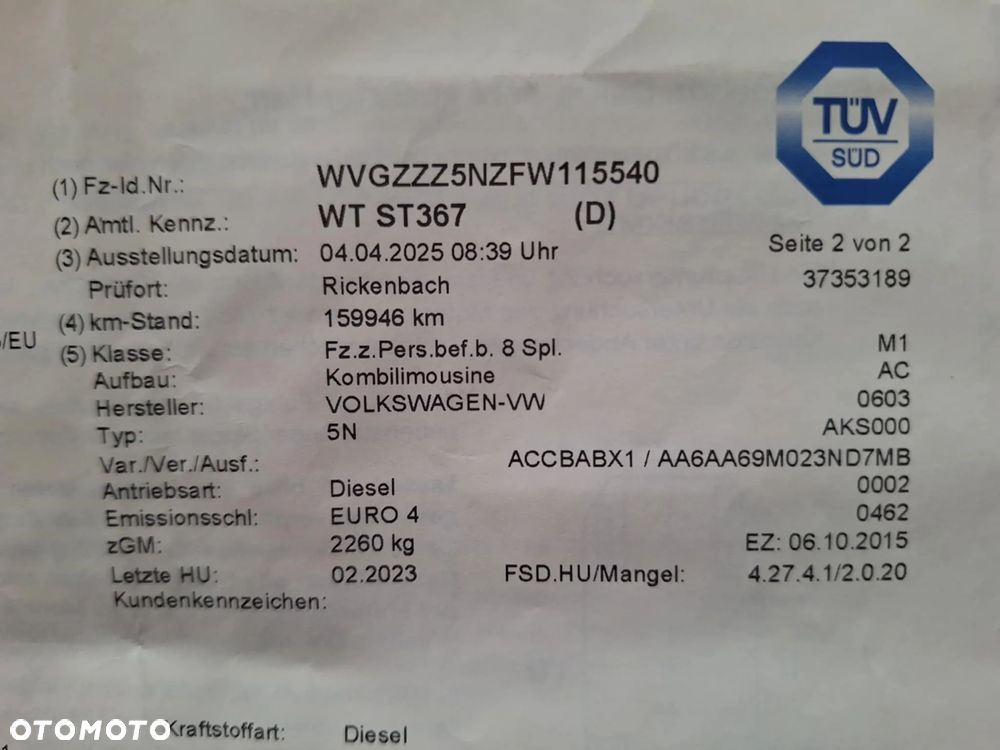 TÜV
SÜD
(1) Fz-Id.Nr.: WVGZZZ5NZFW115540
(2) Amtl. Kennz.: WT ST367 (D)
(3) Ausstellungsdatum: 04.04.2025 08:39 Uhr Seite 2 von 2
Prüfort: Rickenbach 37353189
(4) km-Stand: 159946 km
/EU
(5) Klasse: Fz.z.Pers.bef.b. 8 Spl. M1
Aufbau: Kombilimousine AC
Hersteller: VOLKSWAGEN-VW 0603
Typ: 5N AKS000
Var./Ver./Ausf.: ACCBABX1 / AA6AA69M023ND7MB
Antriebsart: Diesel 0002
Emissionsschl: EURO 4 0462
zGM: 2260 kg EZ: 06.10.2015
Letzte HU: 02.2023 FSD.HU/Mangel: 4.27.4.1/2.0.20
Kundenkennzeichen:
Kraftstoffart: Diesel
OTOMOTO